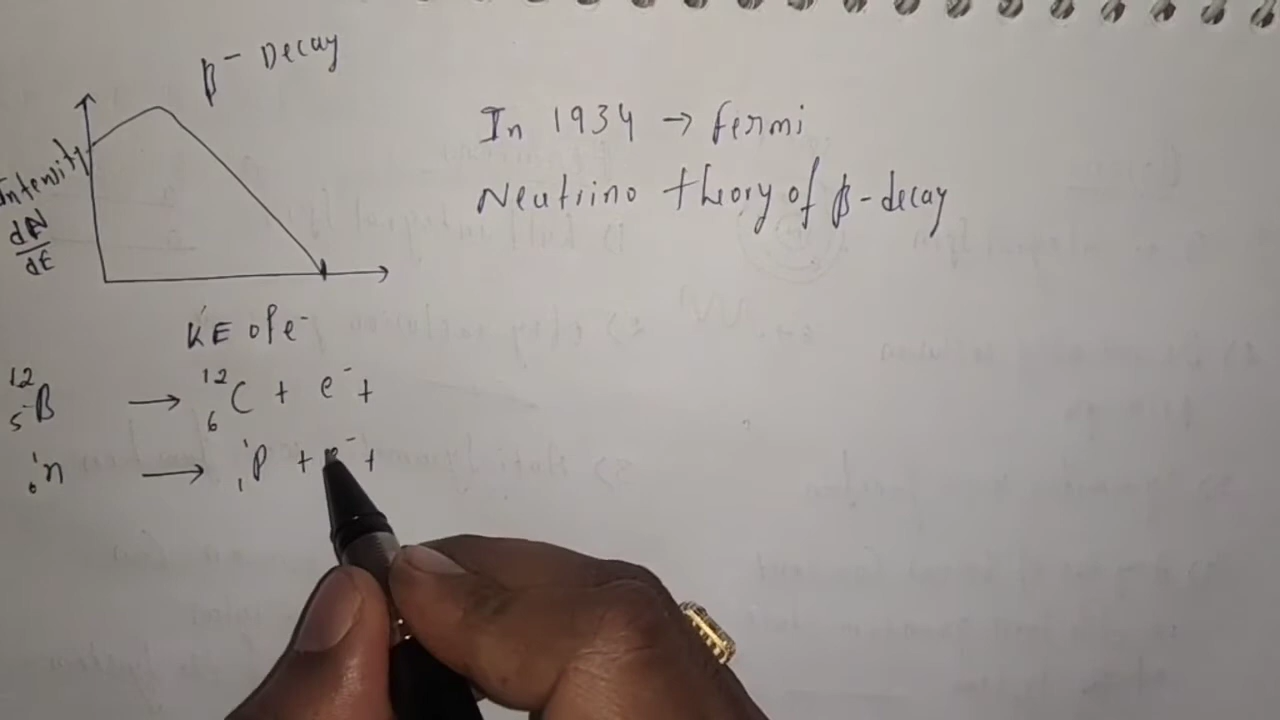 β⁻ Decay
Intensity
dN
dE
KE of e⁻
¹²₅B → ¹²₆C + e⁻ +
¹₀n → ¹₁P + e⁻ +
In 1934 → fermi
Neutrino theory of β-decay